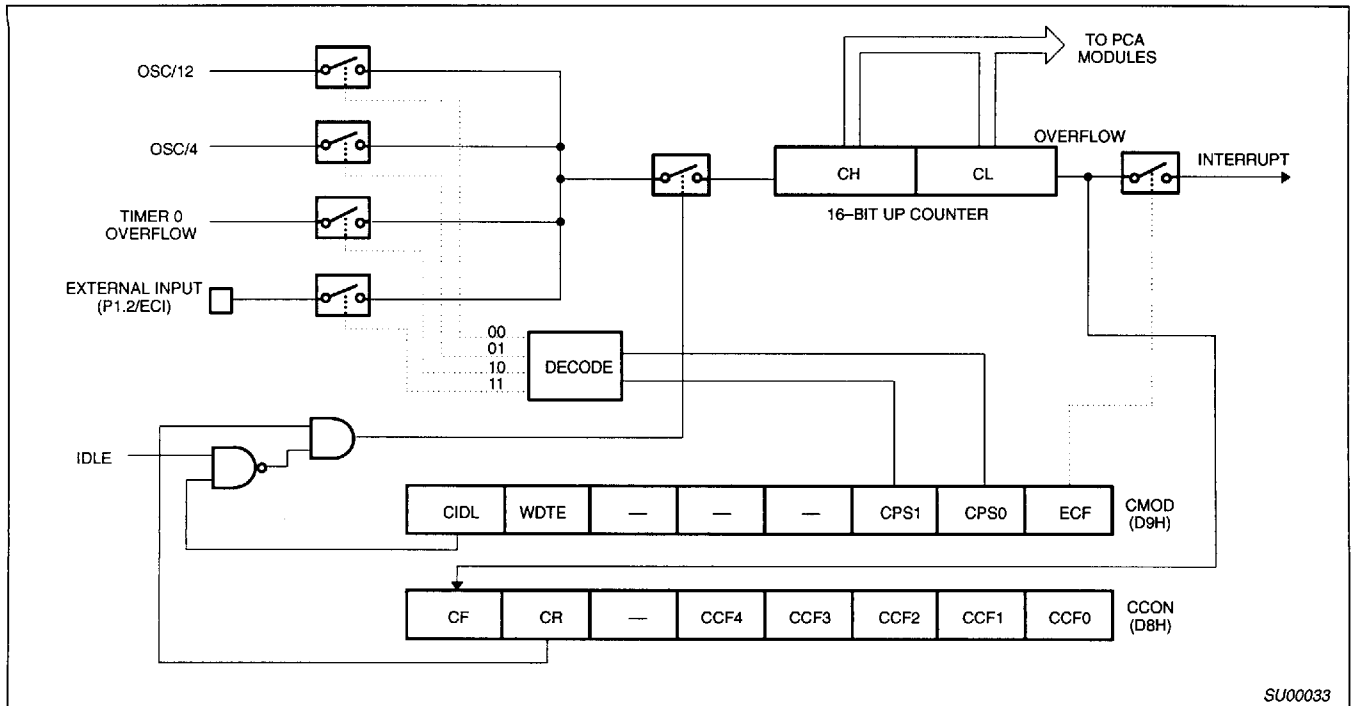 OSC/12
OSC/4
TIMER 0
OVERFLOW
EXTERNAL INPUT
(P1.2/ECI)
TO PCA
MODULES
OVERFLOW
INTERRUPT
CH
CL
16–BIT UP COUNTER
00
01
10
11
DECODE
IDLE
CIDL
WDTE
—
—
—
CPS1
CPS0
ECF
CMOD
(D9H)
CF
CR
—
CCF4
CCF3
CCF2
CCF1
CCF0
CCON
(D8H)
SU00033